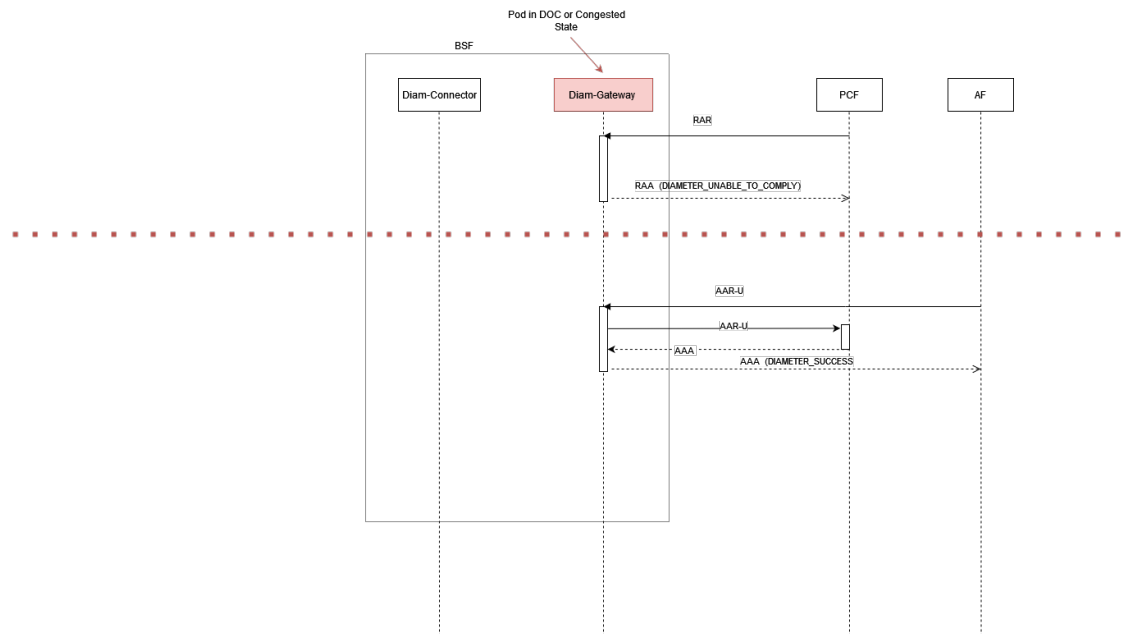 Pod in DOC or Congested
State
BSF
Diam-Connector
Diam-Gateway
PCF
AF
RAR
RAA (DIAMETER_UNABLE_TO_COMPLY)
AAR-U
AAR-U
AAA
AAA (DIAMETER_SUCCESS